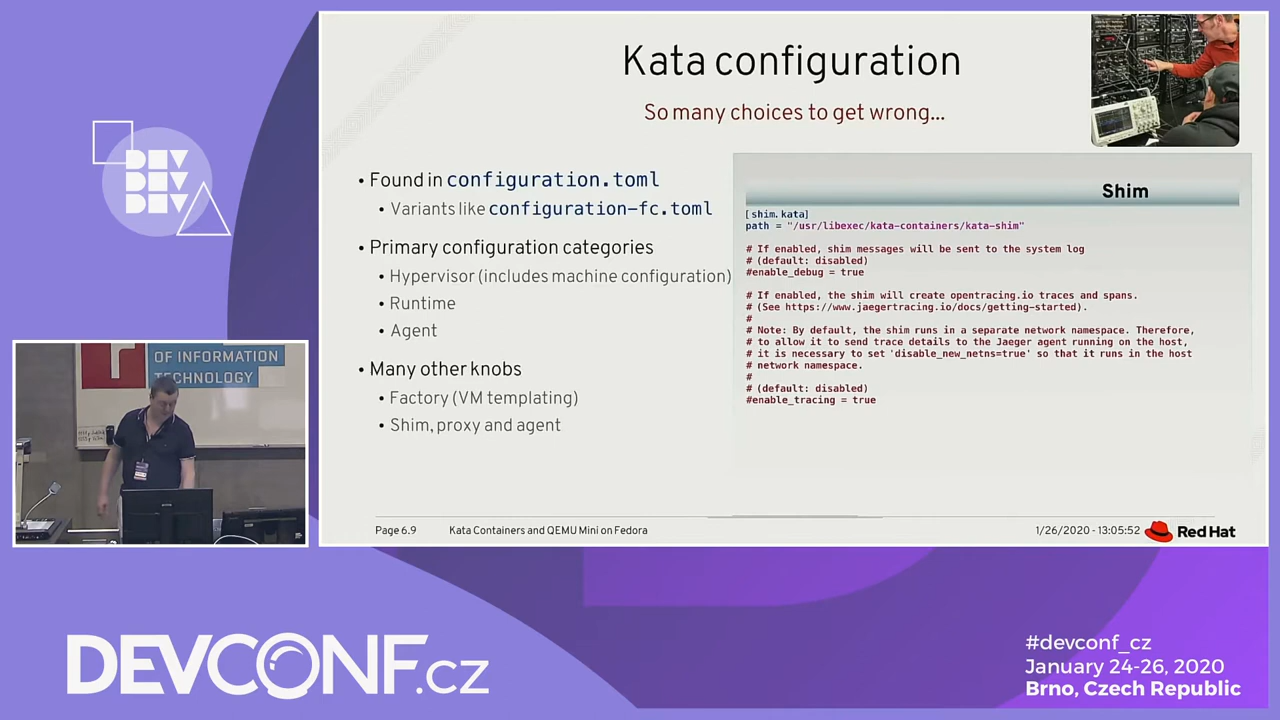 DEV
DEV
DEV
OF INFORMATION
TECHNOLOGY
Kata configuration
So many choices to get wrong...
• Found in configuration.toml
• Variants like configuration-fc.toml
• Primary configuration categories
• Hypervisor (includes machine configuration)
• Runtime
• Agent
• Many other knobs
• Factory (VM templating)
• Shim, proxy and agent
Shim
[shim.kata]
path = "/usr/libexec/kata-containers/kata-shim"
# If enabled, shim messages will be sent to the system log
# (default: disabled)
#enable_debug = true
# If enabled, the shim will create opentracing.io traces and spans.
# (See https://www.jaegertracing.io/docs/getting-started).
#
# Note: By default, the shim runs in a separate network namespace. Therefore,
# to allow it to send trace details to the Jaeger agent running on the host,
# it is necessary to set 'disable_new_netns=true' so that it runs in the host
# network namespace.
#
# (default: disabled)
#enable_tracing = true
Page 6.9
Kata Containers and QEMU Mini on Fedora
1/26/2020 - 13:05:52
Red Hat
DEVCONF.cz
#devconf_cz
January 24-26, 2020
Brno, Czech Republic